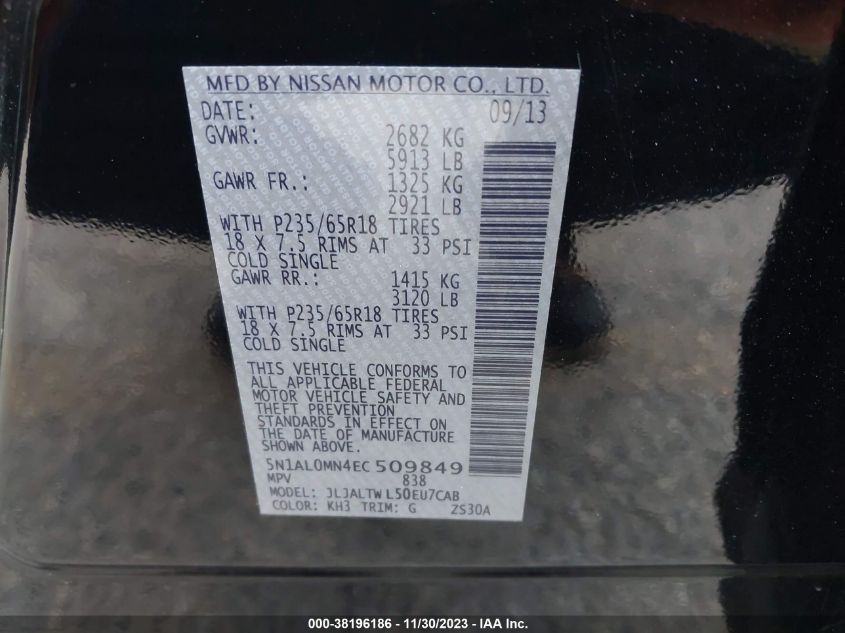 MFD BY NISSAN MOTOR CO., LTD.
DATE: 09/13
GVWR: 2682 KG
5913 LB
GAWR FR.: 1325 KG
2921 LB
WITH P235/65R18 TIRES
18 X 7.5 RIMS AT 33 PSI
COLD SINGLE
GAWR RR.: 1415 KG
3120 LB
WITH P235/65R18 TIRES
18 X 7.5 RIMS AT 33 PSI
COLD SINGLE
THIS VEHICLE CONFORMS TO
ALL APPLICABLE FEDERAL
MOTOR VEHICLE SAFETY AND
THEFT PREVENTION
STANDARDS IN EFFECT ON
THE DATE OF MANUFACTURE
SHOWN ABOVE.
5N1AL0MN4EC 509849
MPV 838
MODEL: JLJALTW L50EU7CAB
COLOR: KH3 TRIM: G ZS30A
000-38196186 - 11/30/2023 - IAA Inc.